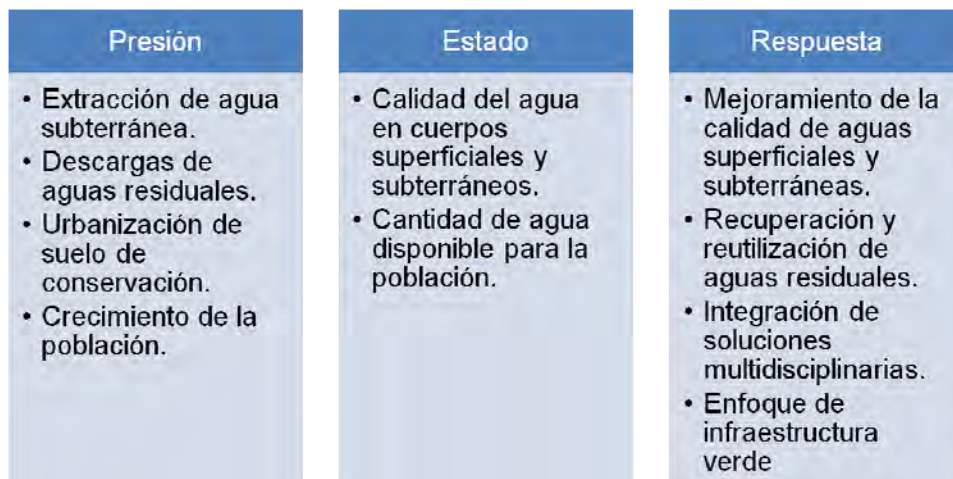 Presión
• Extracción de agua
subterránea.
• Descargas de
aguas residuales.
• Urbanización de
suelo de
conservación.
• Crecimiento de la
población.
Estado
• Calidad del agua
en cuerpos
superficiales y
subterráneos.
• Cantidad de agua
disponible para la
población.
Respuesta
• Mejoramiento de la
calidad de aguas
superficiales y
subterráneas.
• Recuperación y
reutilización de
aguas residuales.
• Integración de
soluciones
multidisciplinarias.
• Enfoque de
infraestructura
verde